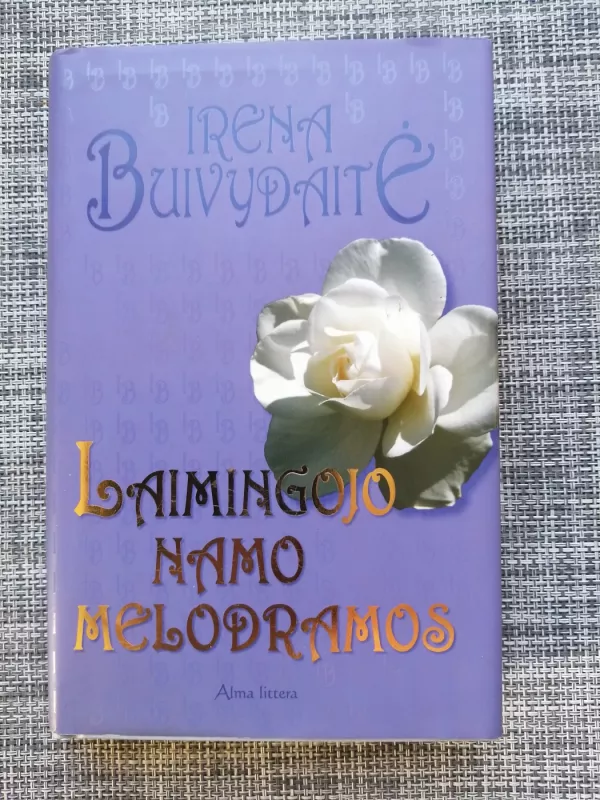 IRENA
BUIVYDAITĖ
LAIMINGOJO
NAMO
MELODRAMOS
Alma littera